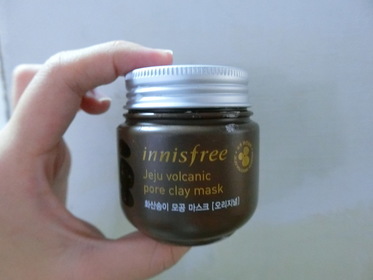 innisfree
Jeju volcanic
pore clay mask
화산송이 모공 마스크 [오리지널]